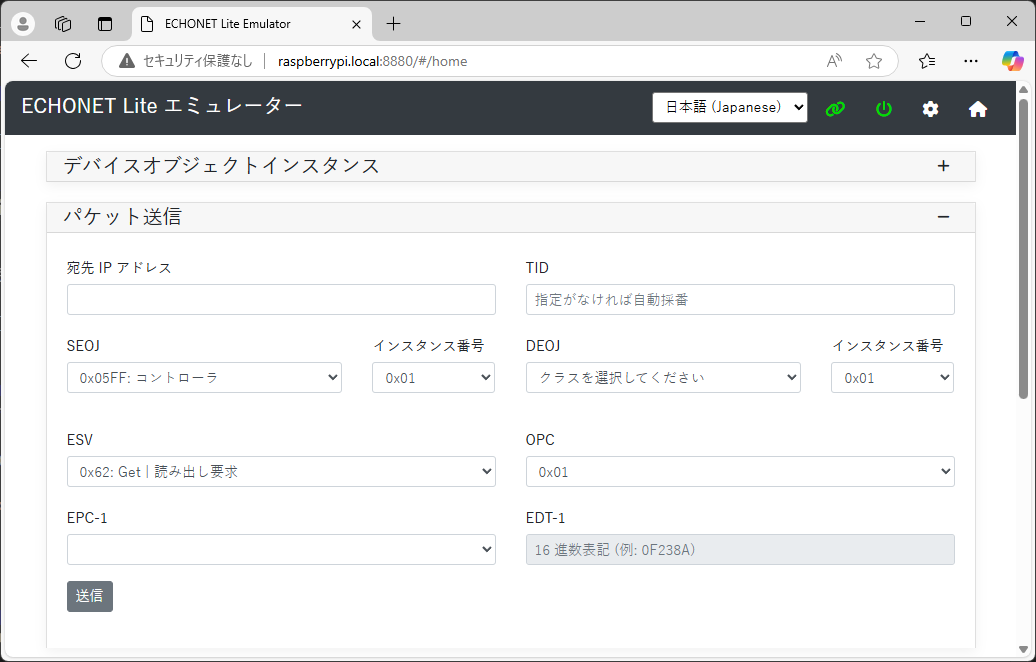 ECHONET Lite Emulator
セキュリティ保護なし raspberrypi.local:8880/#/home
ECHONET Lite エミュレーター 日本語 (Japanese)
デバイスオブジェクトインスタンス
パケット送信
宛先 IP アドレス TID
指定がなければ自動採番
SEOJ インスタンス番号 DEOJ インスタンス番号
0x05FF: コントローラ 0x01 クラスを選択してください 0x01
ESV OPC
0x62: Get | 読み出し要求 0x01
EPC-1 EDT-1
16 進数表記 (例: 0F238A)
送信